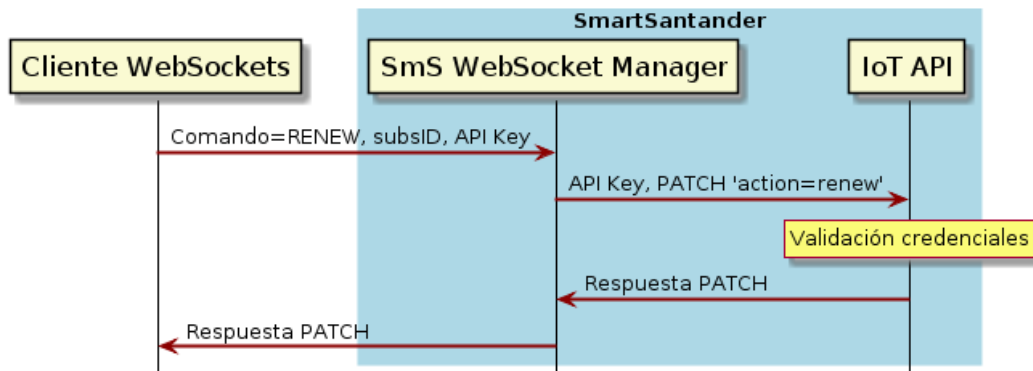 SmartSantander
Cliente WebSockets
SmS WebSocket Manager
IoT API
Comando=RENEW, subsID, API Key
API Key, PATCH 'action=renew'
Validación credenciales
Respuesta PATCH
Respuesta PATCH